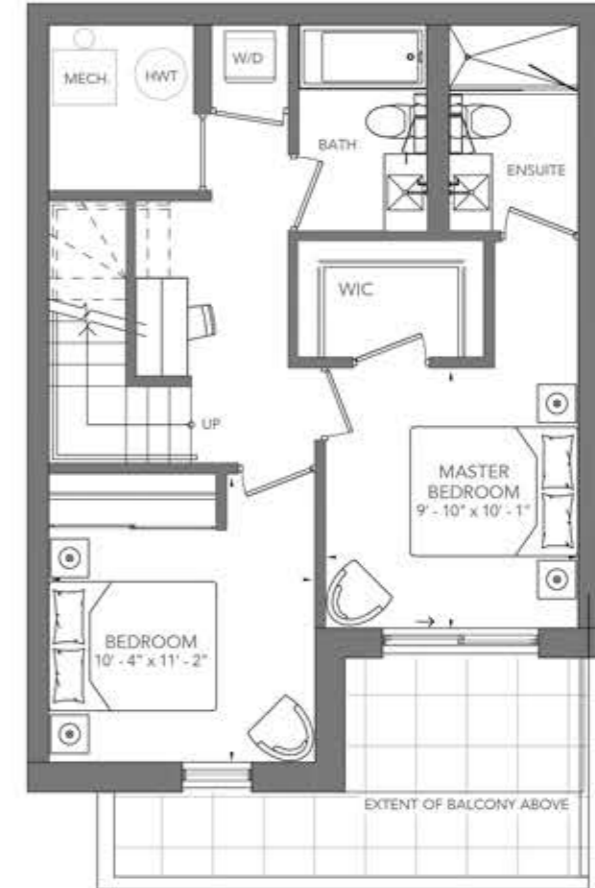 W/D
MECH.
HWT
BATH
ENSUITE
WIC
UP
MASTER
BEDROOM
9' - 10" x 10' - 1"
BEDROOM
10' - 4" x 11' - 2"
EXTENT OF BALCONY ABOVE